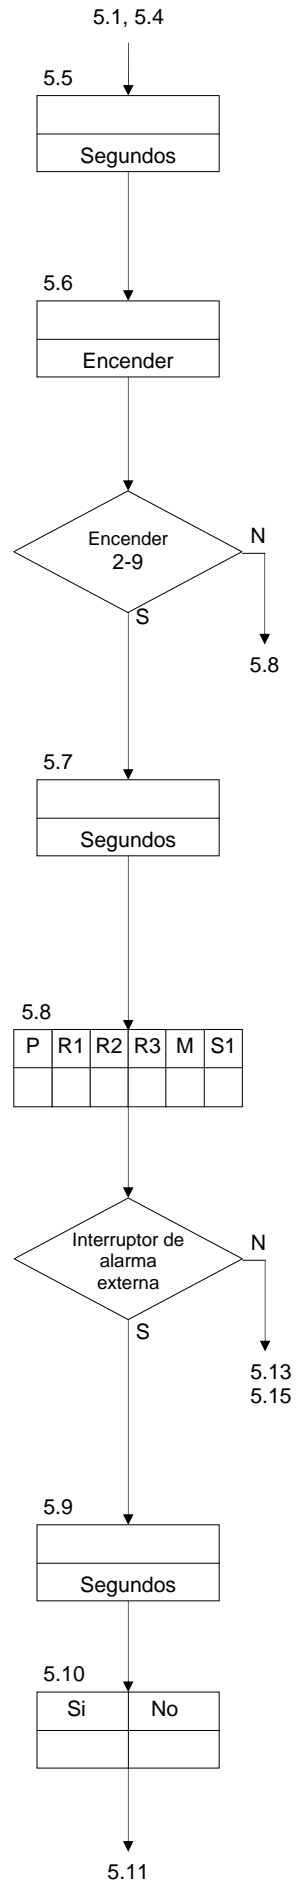 5.1, 5.4
5.5
Segundos
5.6
Encender
Encender
2-9
N
S
5.8
5.7
Segundos
5.8
P R1 R2 R3 M S1
Interruptor de
alarma
externa
N
S
5.13
5.15
5.9
Segundos
5.10
Si No
5.11